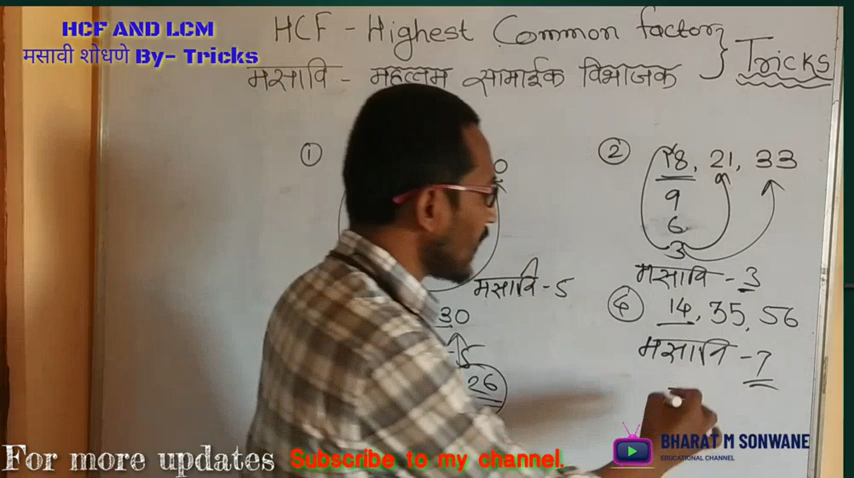 HCF AND LCM
मसावी शोधणे By- Tricks
HCF - Highest Common factor
मसावि - महत्तम सामाईक विभाजक } Tricks
①
② 18, 21, 33
9
6
3
मसावि - 5
मसावि - 3
30
④ 14, 35, 56
मसावि - 7
26
BHARAT M SONWANE
EDUCATIONAL CHANNEL
For more updates Subscribe to my channel.